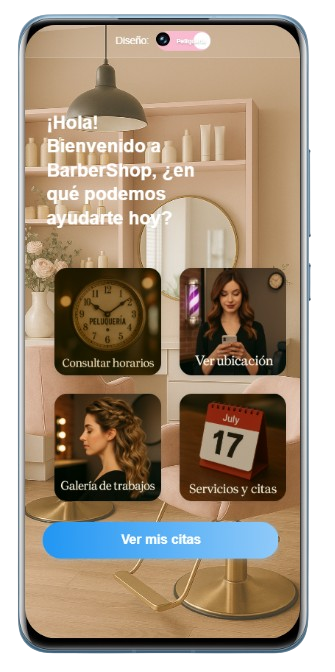 Diseño:
Peluquería
¡Hola!
Bienvenido a
BarberShop, ¿en
qué podemos
ayudarte hoy?
PELUQUERIA
Consultar horarios
Ver ubicación
Galería de trabajos
July
17
Servicios y citas
Ver mis citas